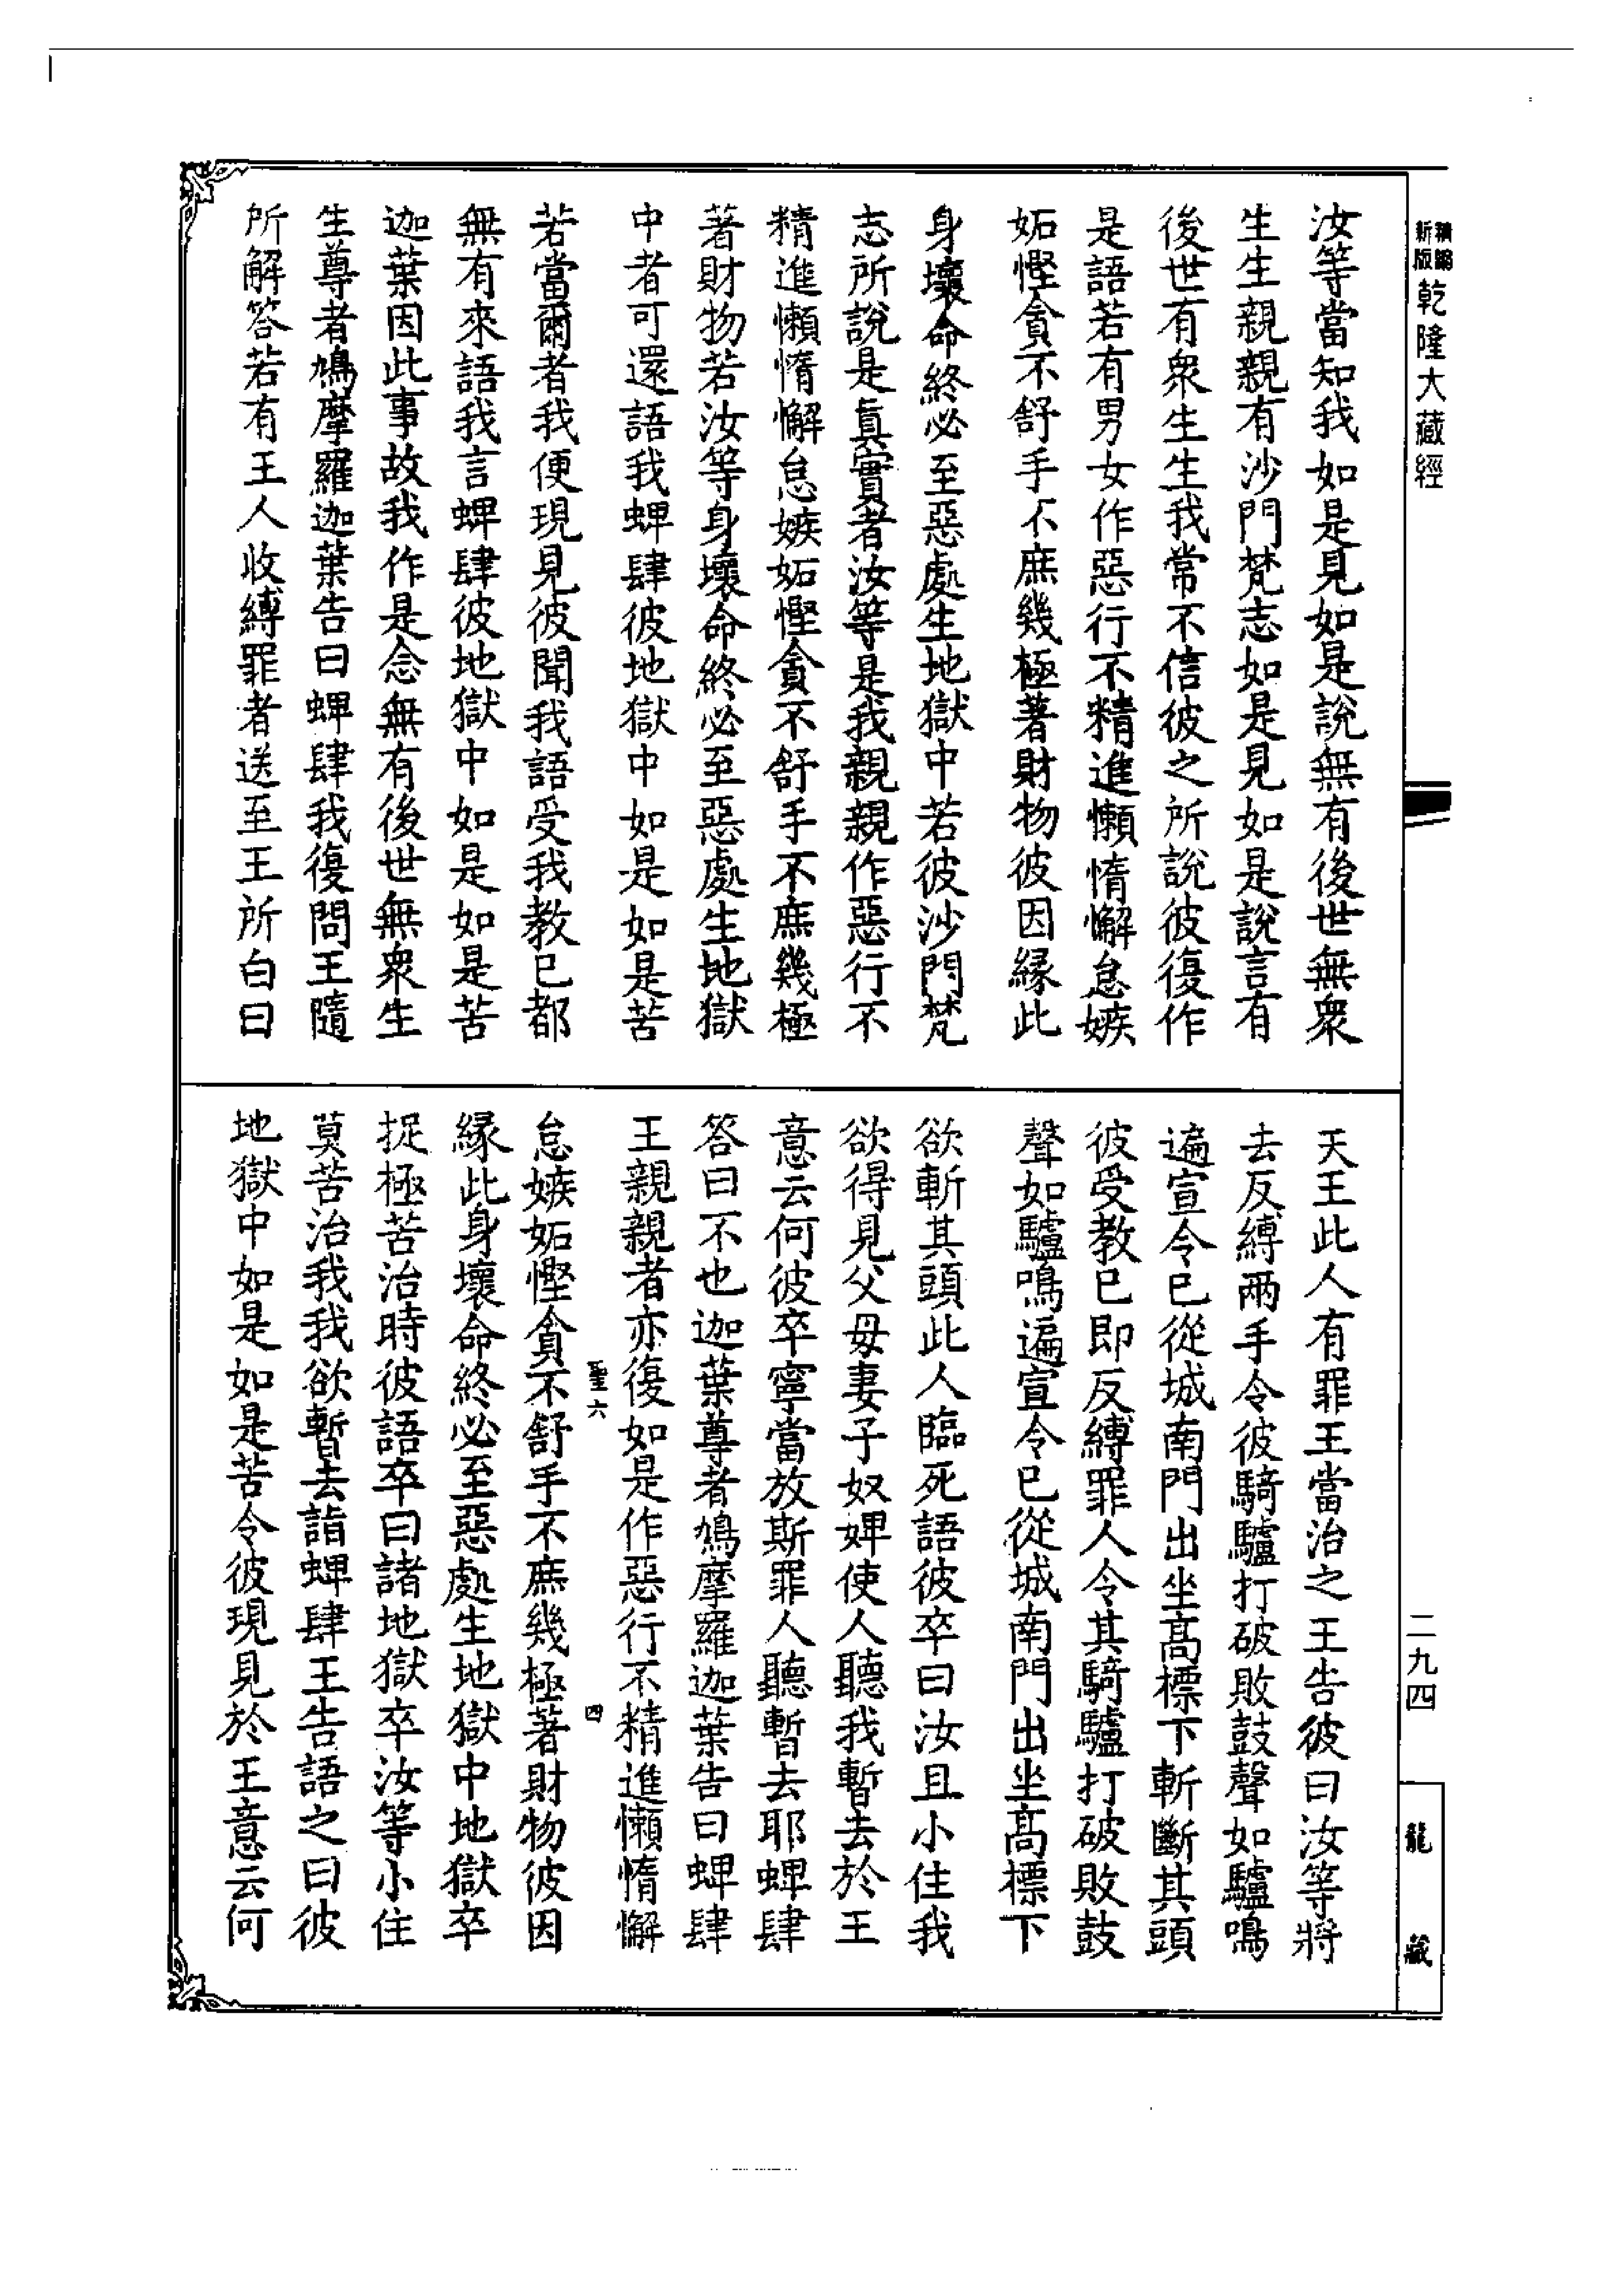 新版精編乾隆大藏經
汝等當知我如是見如是說無有後世無衆
生生親親有沙門梵志如是見如是說言有
後世有衆生生我常不信彼之所說彼復作
是語若有男女作惡行不精進懶惰懈怠嫉
妬慳貪不舒手不庶幾極著財物彼因縁此
身壞命終必至惡處生地獄中若彼沙門梵
志所說是真實者汝等是我親親作惡行不
精進懶惰懈怠嫉妬慳貪不舒手不庶幾極
著財物若汝等身壞命終必至惡處生地獄
中者可還語我蜱肆彼地獄中如是如是苦
若當爾者我便現見彼聞我語受我教已都
無有來語我言蜱肆彼地獄中如是如是苦
迦葉因此事故我作是念無有後世無衆生
生尊者鳩摩羅迦葉告曰蜱肆我復問王隨
所解答若有王人收縛罪者送至王所白曰
天王此人有罪王當治之王告彼曰汝等將
去反縛兩手令彼騎驢打破敗鼓聲如驢鳴
遍宣令已從城南門出坐高標下斬斷其頭
彼受教已即反縛罪人令其騎驢打破敗鼓
聲如驢鳴遍宣令已從城南門出坐高標下
欲斬其頭此人臨死語彼卒曰汝且小住我
欲得見父母妻子奴婢使人聽我暫去於王
意云何彼卒寧當放斯罪人聽暫去耶蜱肆
答曰不也迦葉尊者鳩摩羅迦葉告曰蜱肆
王親親者亦復如是作惡行不精進懶惰懈
聖六 四
怠嫉妬慳貪不舒手不庶幾極著財物彼因
縁此身壞命終必至惡處生地獄中地獄卒
捉極苦治時彼語卒曰諸地獄卒汝等小住
莫苦治我我欲暫去詣蜱肆王告語之曰彼
地獄中如是如是苦令彼現見於王意云何
二九四
龍藏